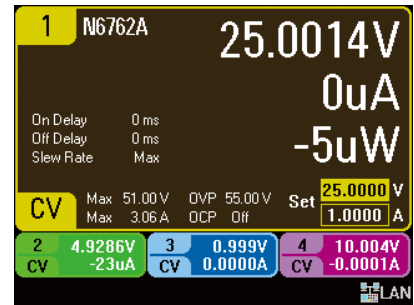 1 N6762A 25.0014V
0uA
-5uW
On Delay 0 ms
Off Delay 0 ms
Slew Rate Max
CV Max 51.00 V OVP 55.00 V Set 25.0000 V
Max 3.06 A OCP Off 1.0000 A
2 4.9286V 3 0.999V 4 10.004V
CV -23uA CV 0.0000A CV -0.0001A
LAN